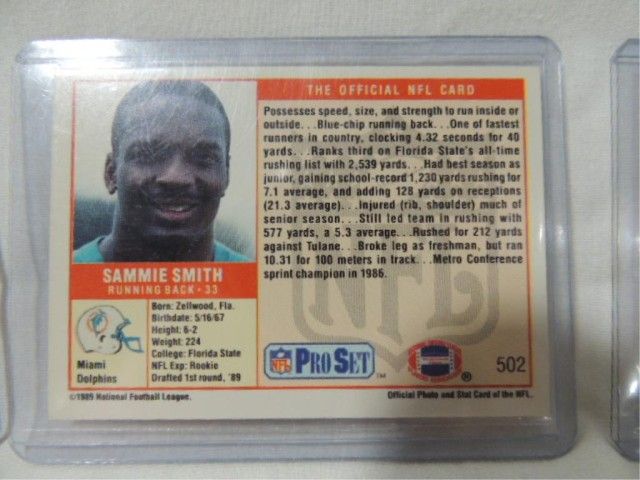 THE OFFICIAL NFL CARD
Possesses speed, size, and strength to run inside or
outside. . .Blue-chip running back. . .One of fastest
runners in country, clocking 4.32 seconds for 40
yards. . .Ranks third on Florida State's all-time
rushing list with 2,539 yards. . .Had best season as
junior, gaining school-record 1,230 yards rushing for
7.1 average, and adding 128 yards on receptions
(21.3 average). . .Injured (rib, shoulder) much of
senior season. . .Still led team in rushing with
577 yards, a 5.3 average. . .Rushed for 212 yards
against Tulane. . .Broke leg as freshman, but ran
10.31 for 100 meters in track. . .Metro Conference
sprint champion in 1986.
NFL
SAMMIE SMITH
RUNNING BACK • 33
Miami
Dolphins
Born: Zellwood, Fla.
Birthdate: 5/16/67
Height: 6-2
Weight: 224
College: Florida State
NFL Exp: Rookie
Drafted 1st round, '89
NFL PRO SET ™
®
502
©1989 National Football League.
Official Photo and Stat Card of the NFL.